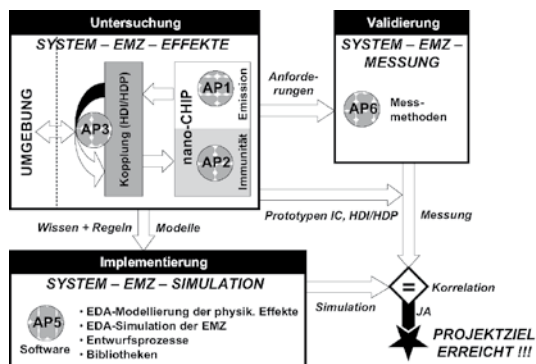 Untersuchung
SYSTEM – EMZ – EFFEKTE
UMGEBUNG
AP3
Kopplung (HDI/HDP)
nano-CHIP
AP1
Emission
AP2
Immunität
Anforde-
rungen
Validierung
SYSTEM – EMZ –
MESSUNG
AP6
Mess-
methoden
Wissen + Regeln
Modelle
Prototypen IC, HDI/HDP
Messung
Implementierung
SYSTEM – EMZ – SIMULATION
AP5
Software
• EDA-Modellierung der physik. Effekte
• EDA-Simulation der EMZ
• Entwurfsprozesse
• Bibliotheken
Simulation
=
Korrelation
JA
PROJEKTZIEL
ERREICHT !!!